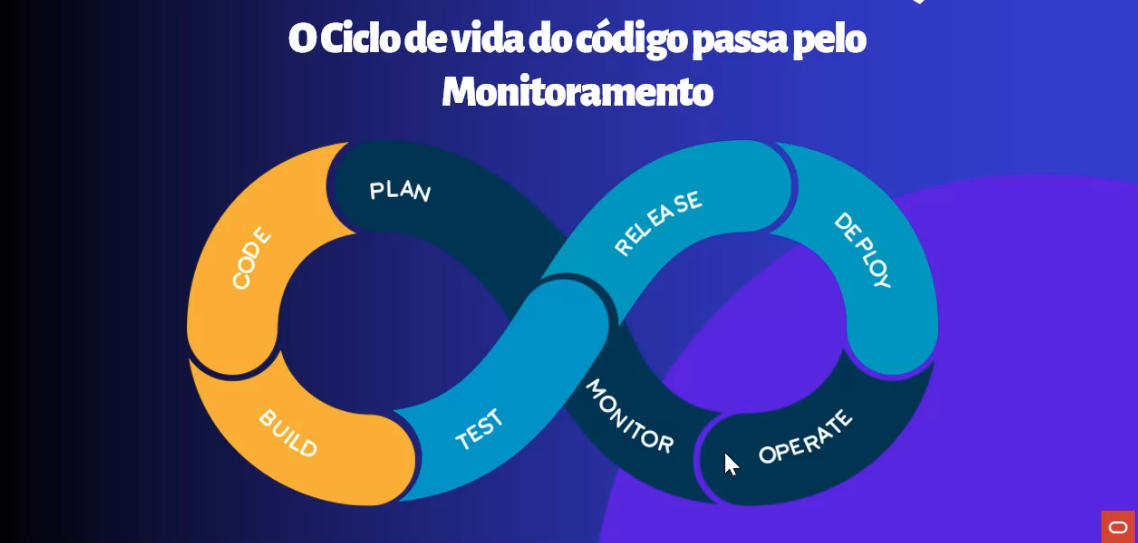 O Ciclo de vida do código passa pelo
Monitoramento
PLAN
CODE
BUILD
TEST
RELEASE
DEPLOY
OPERATE
MONITOR